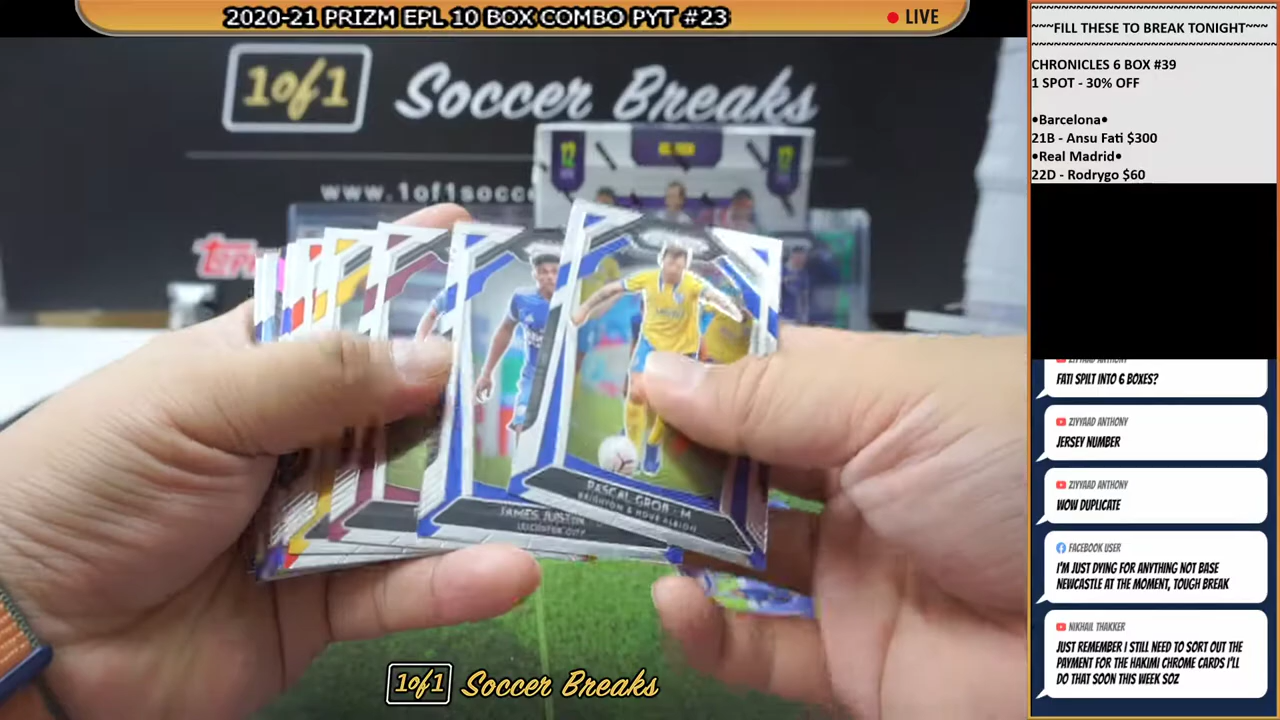 2020-21 PRIZM EPL 10 BOX COMBO PYT #23
LIVE
1of1 Soccer Breaks
www.1of1socce
Topps
12
12
PASCAL GROß - M
BRIGHTON & HOVE ALBION
JAMES JUSTIN
LEICESTER CITY
1of1 Soccer Breaks
~~~FILL THESE TO BREAK TONIGHT~~~
CHRONICLES 6 BOX #39
1 SPOT - 30% OFF
•Barcelona•
21B - Ansu Fati $300
•Real Madrid•
22D - Rodrygo $60
ZIYYAAD ANTHONY
FATI SPILT INTO 6 BOXES?
ZIYYAAD ANTHONY
JERSEY NUMBER
ZIYYAAD ANTHONY
WOW DUPLICATE
FACEBOOK USER
I'M JUST DYING FOR ANYTHING NOT BASE
NEWCASTLE AT THE MOMENT, TOUGH BREAK
NIKHAIL THAKKER
JUST REMEMBER I STILL NEED TO SORT OUT THE
PAYMENT FOR THE HAKIMI CHROME CARDS I'LL
DO THAT SOON THIS WEEK SOZ